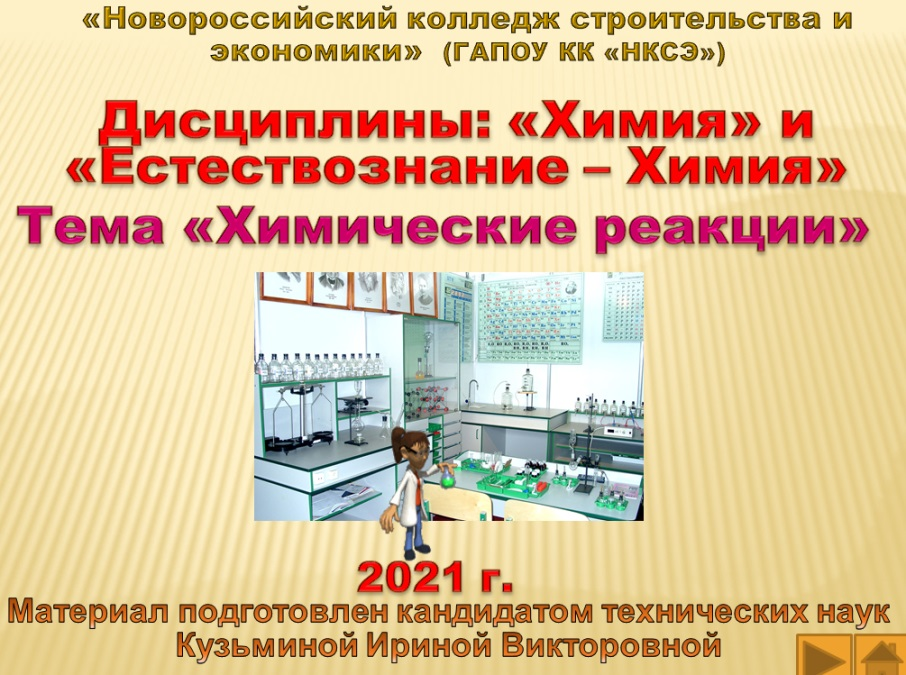 «Новороссийский колледж строительства и
экономики» (ГАПОУ КК «НКСЭ»)
Дисциплины: «Химия» и
«Естествознание – Химия»
Тема «Химические реакции»
2021 г.
Материал подготовлен кандидатом технических наук
Кузьминой Ириной Викторовной